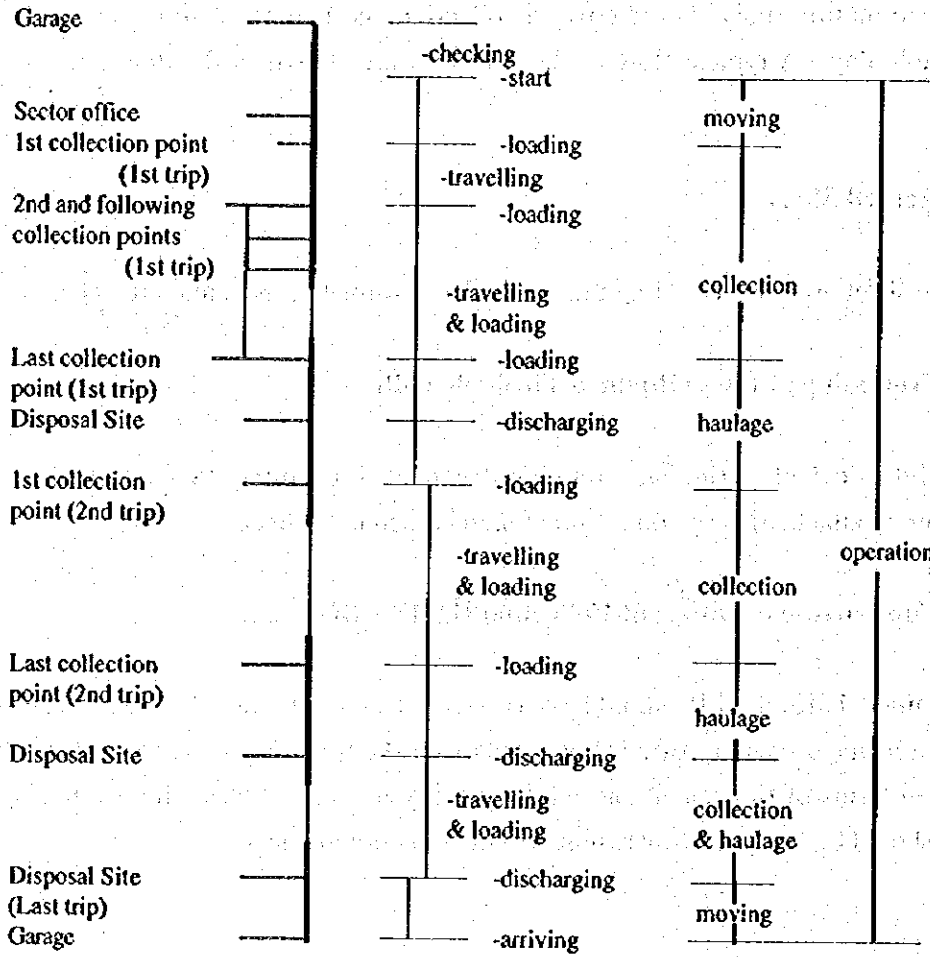 Garage
-checking
-start
Sector office
moving
1st collection point
-loading
(1st trip)
-travelling
2nd and following
-loading
collection points
(1st trip)
collection
-travelling
& loading
Last collection
-loading
point (1st trip)
Disposal Site
-discharging
haulage
1st collection
-loading
point (2nd trip)
operation
-travelling
& loading
collection
Last collection
-loading
point (2nd trip)
haulage
Disposal Site
-discharging
-travelling
& loading
collection
& haulage
Disposal Site
-discharging
(Last trip)
moving
Garage
-arriving